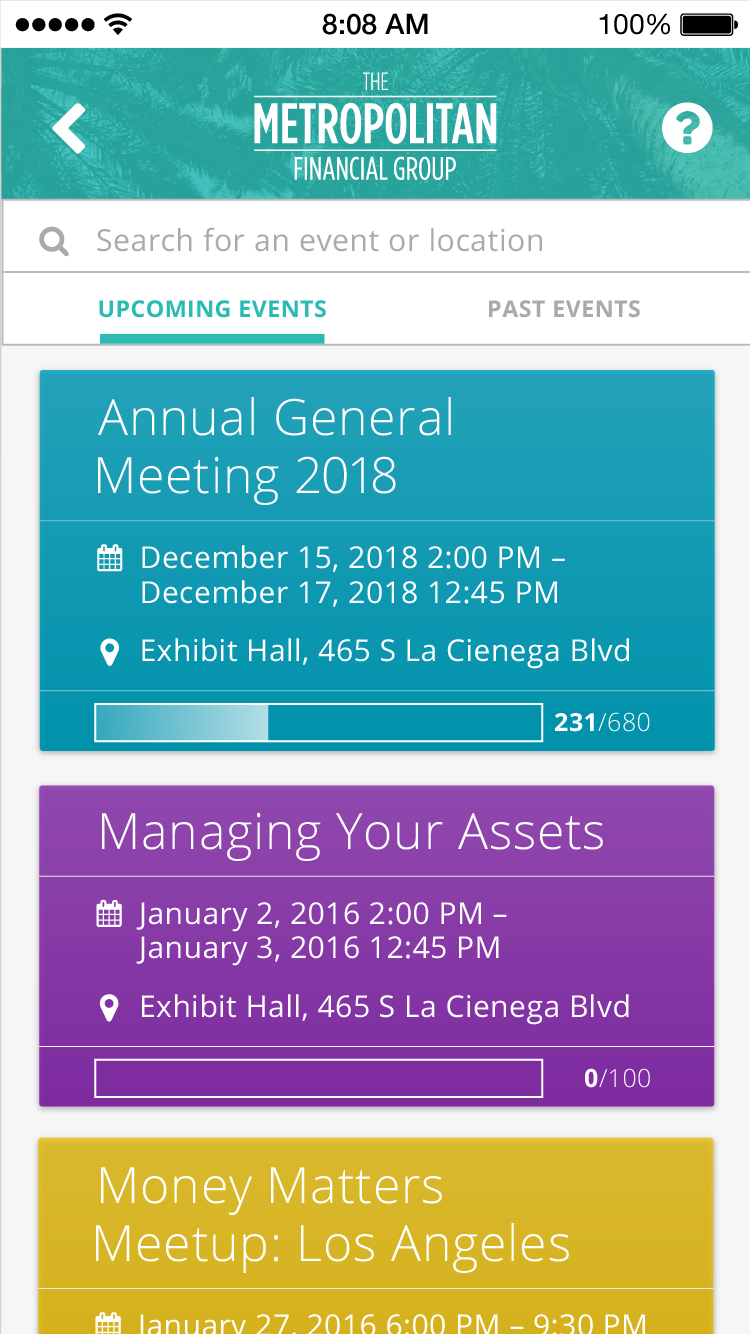 8:08 AM 100%
THE
METROPOLITAN
FINANCIAL GROUP
Search for an event or location
UPCOMING EVENTS PAST EVENTS
Annual General
Meeting 2018
December 15, 2018 2:00 PM –
December 17, 2018 12:45 PM
Exhibit Hall, 465 S La Cienega Blvd
231/680
Managing Your Assets
January 2, 2016 2:00 PM –
January 3, 2016 12:45 PM
Exhibit Hall, 465 S La Cienega Blvd
0/100
Money Matters
Meetup: Los Angeles
January 27, 2016 6:00 PM – 9:30 PM